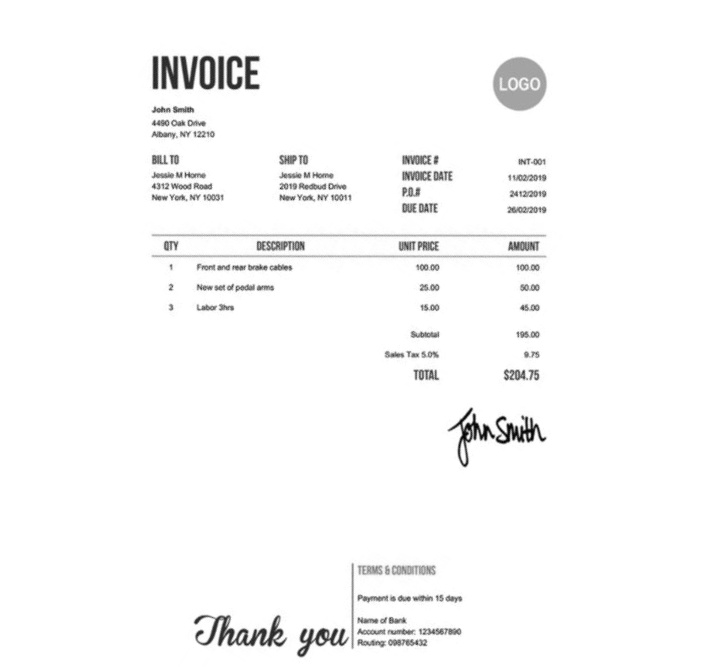 INVOICE
LOGO
John Smith
4490 Oak Drive
Albany, NY 12210
BILL TO
Jessie M Horne
4312 Wood Road
New York, NY 10031
SHIP TO
Jessie M Horne
2019 Redbud Drive
New York, NY 10011
INVOICE # INT-001
INVOICE DATE 11/02/2019
P.O.# 2412/2019
DUE DATE 26/02/2019
QTY DESCRIPTION UNIT PRICE AMOUNT
1 Front and rear brake cables 100.00 100.00
2 New set of pedal arms 25.00 50.00
3 Labor 3hrs 15.00 45.00
Subtotal 195.00
Sales Tax 5.0% 9.75
TOTAL $204.75
John Smith
Thank you
TERMS & CONDITIONS
Payment is due within 15 days
Name of Bank
Account number: 1234567890
Routing: 098765432